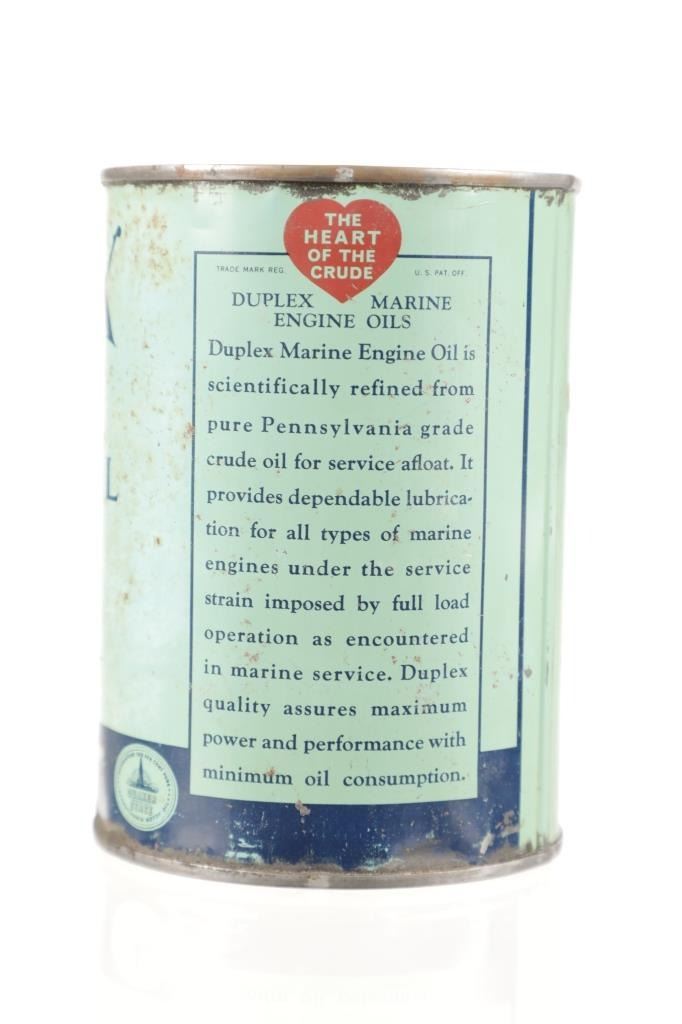 THE
HEART
OF THE
CRUDE
TRADE MARK REG.
U. S. PAT. OFF.
DUPLEX MARINE
ENGINE OILS
Duplex Marine Engine Oil is
scientifically refined from
pure Pennsylvania grade
crude oil for service afloat. It
provides dependable lubrica-
tion for all types of marine
engines under the service
strain imposed by full load
operation as encountered
in marine service. Duplex
quality assures maximum
power and performance with
minimum oil consumption.
X
L
QUAKER
STATE